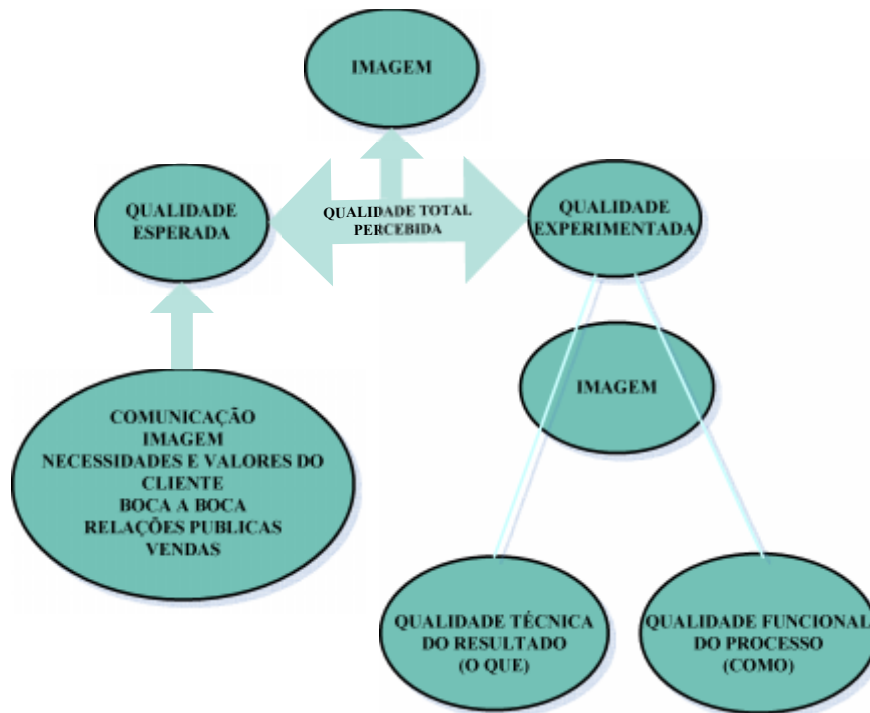 IMAGEM
QUALIDADE
ESPERADA
QUALIDADE TOTAL
PERCEBIDA
QUALIDADE
EXPERIMENTADA
IMAGEM
COMUNICAÇÃO
IMAGEM
NECESSIDADES E VALORES DO
CLIENTE
BOCA A BOCA
RELAÇÕES PUBLICAS
VENDAS
QUALIDADE TÉCNICA
DO RESULTADO
(O QUE)
QUALIDADE FUNCIONAL
DO PROCESSO
(COMO)